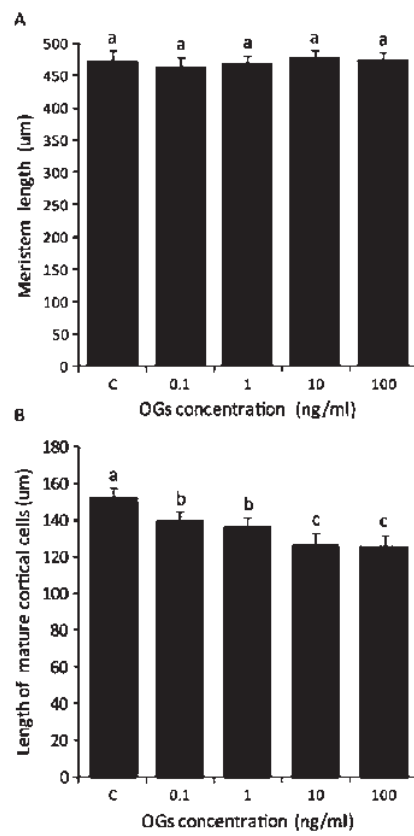 A
500
450
400
350
300
250
200
150
100
50
0
Meristem length (um)
a a a a a
C 0.1 1 10 100
OGs concentration (ng/ml)
B
180
160
140
120
100
80
60
40
20
0
Length of mature cortical cells (um)
a b b c c
C 0.1 1 10 100
OGs concentration (ng/ml)